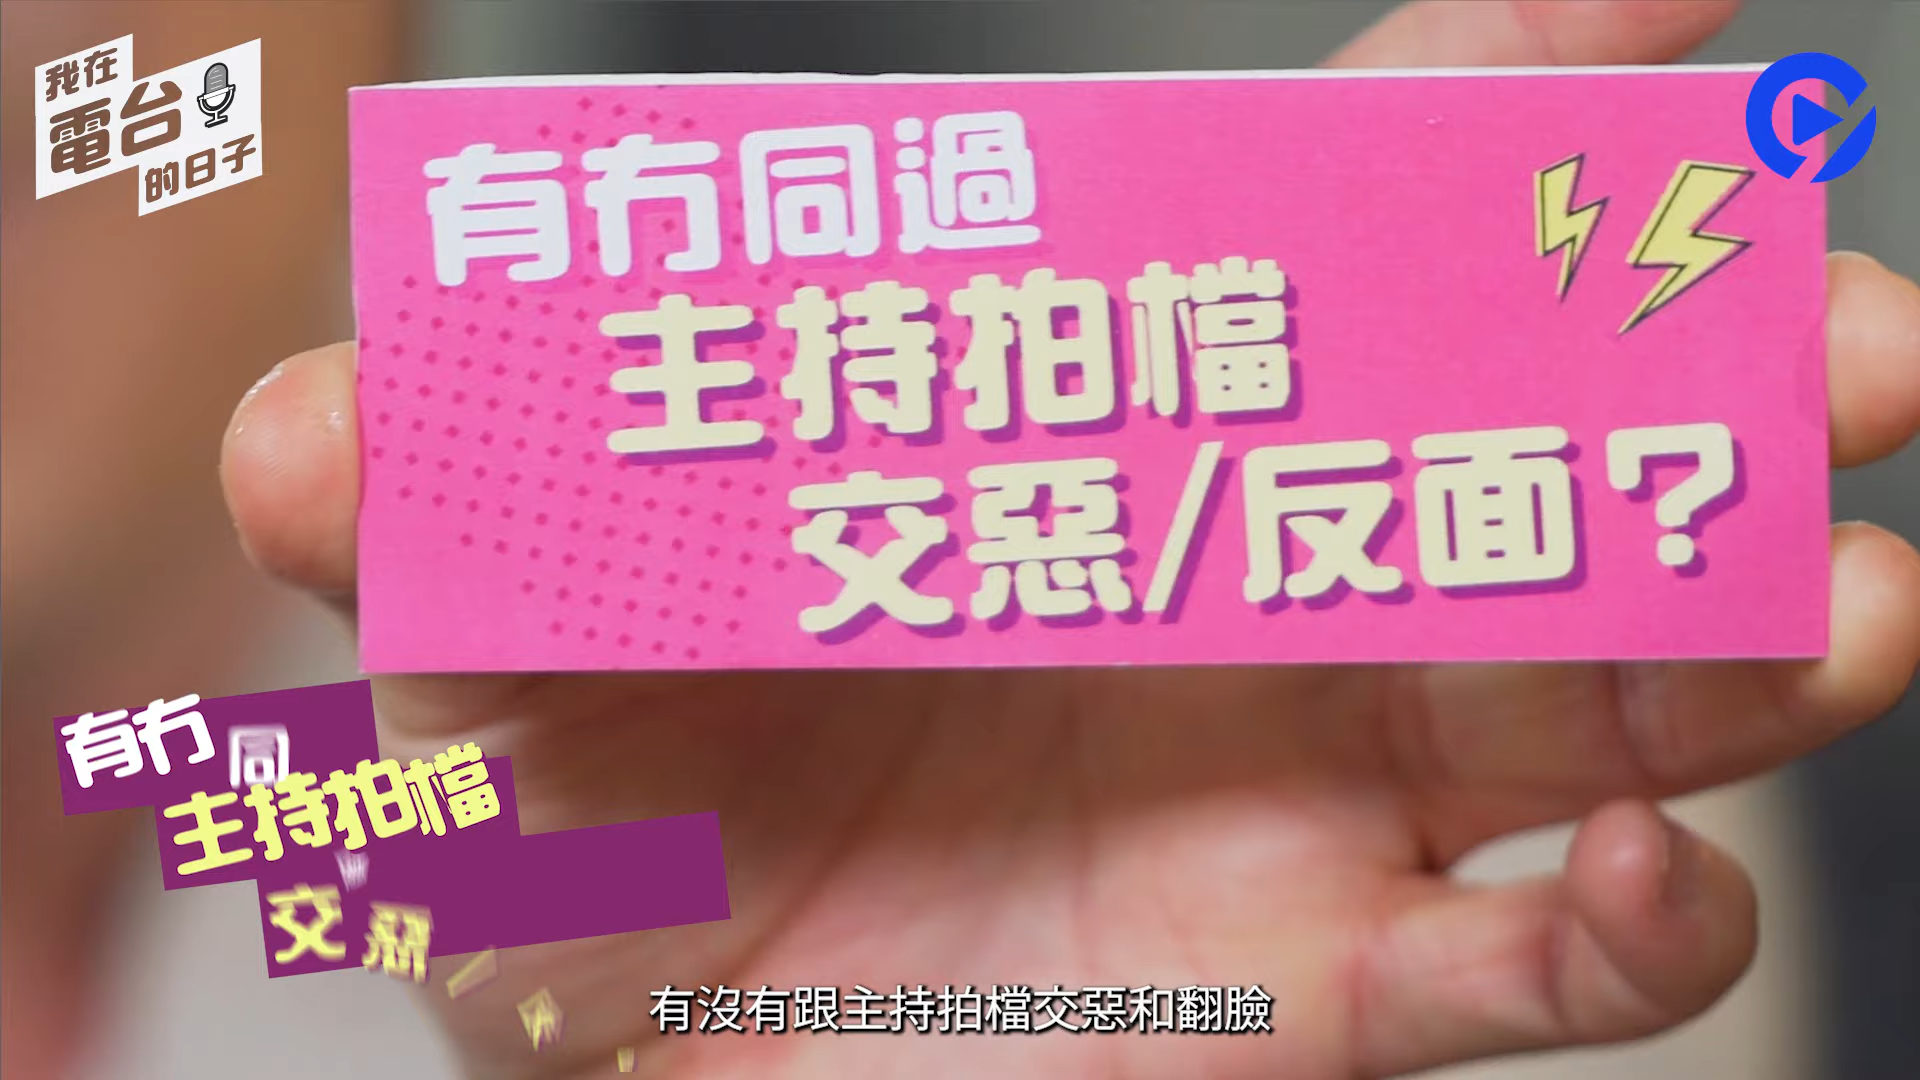 我在
電台
的日子
有冇同過
主持拍檔
交惡/反面?
有冇同
主持拍檔
交惡
有沒有跟主持拍檔交惡和翻臉